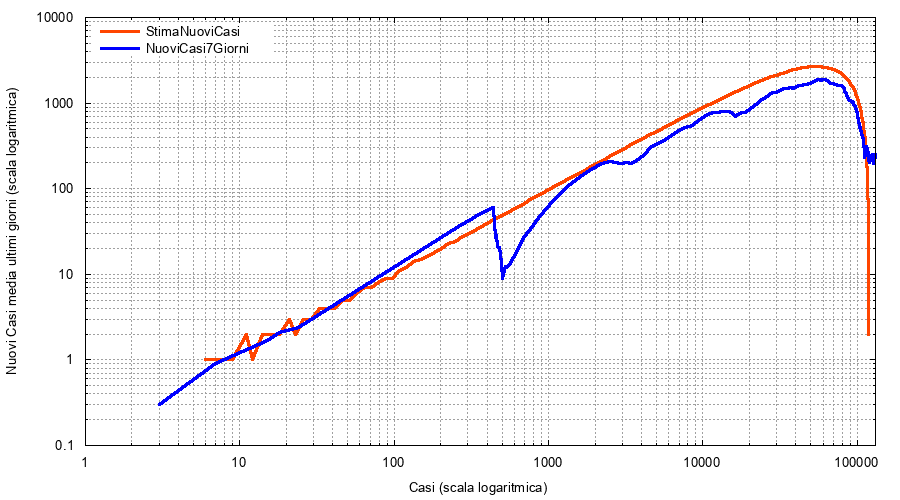 StimaNuoviCasi
NuoviCasi7Giorni
10000
1000
100
10
1
0.1
1 10 100 1000 10000 100000
Nuovi Casi media ultimi giorni (scala logaritmica)
Casi (scala logaritmica)